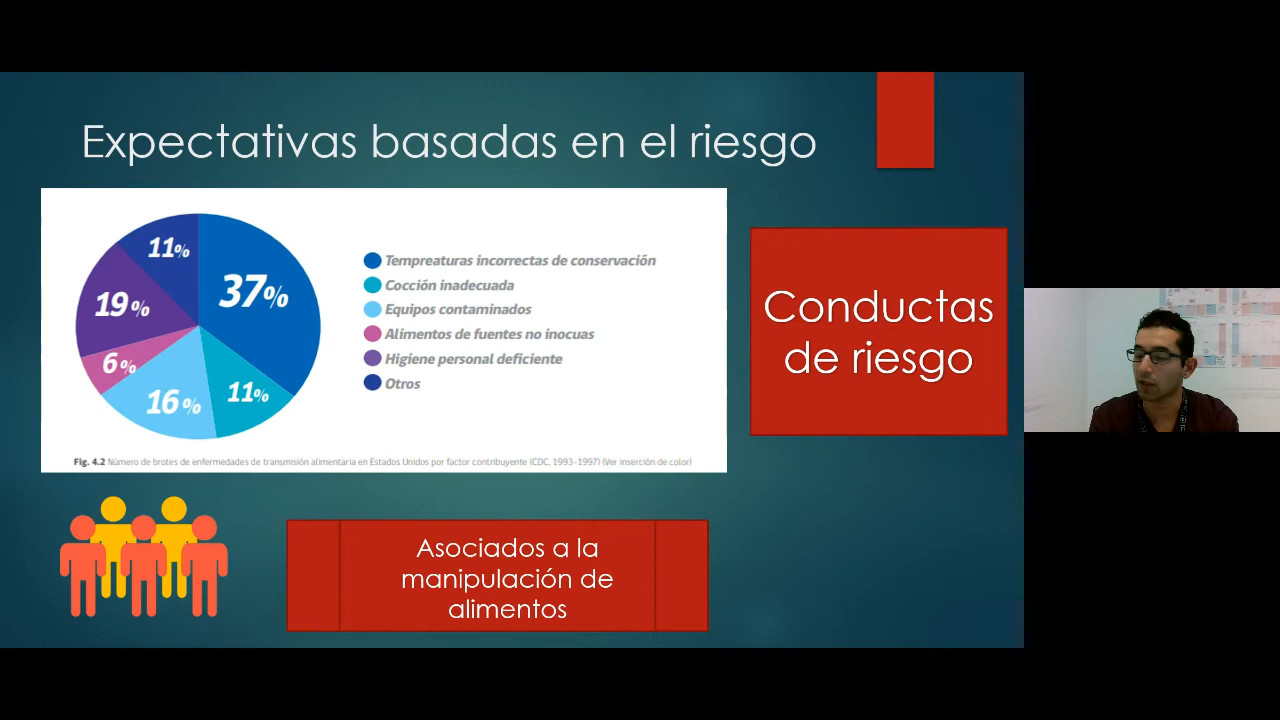 Expectativas basadas en el riesgo
11%
37%
19%
6%
16%
11%
Tempreaturas incorrectas de conservación
Cocción inadecuada
Equipos contaminados
Alimentos de fuentes no inocuas
Higiene personal deficiente
Otros
Fig. 4.2 Número de brotes de enfermedades de transmisión alimentaria en Estados Unidos por factor contribuyente (CDC, 1993-1997) (Ver inserción de color)
Conductas
de riesgo
Asociados a la
manipulación de
alimentos